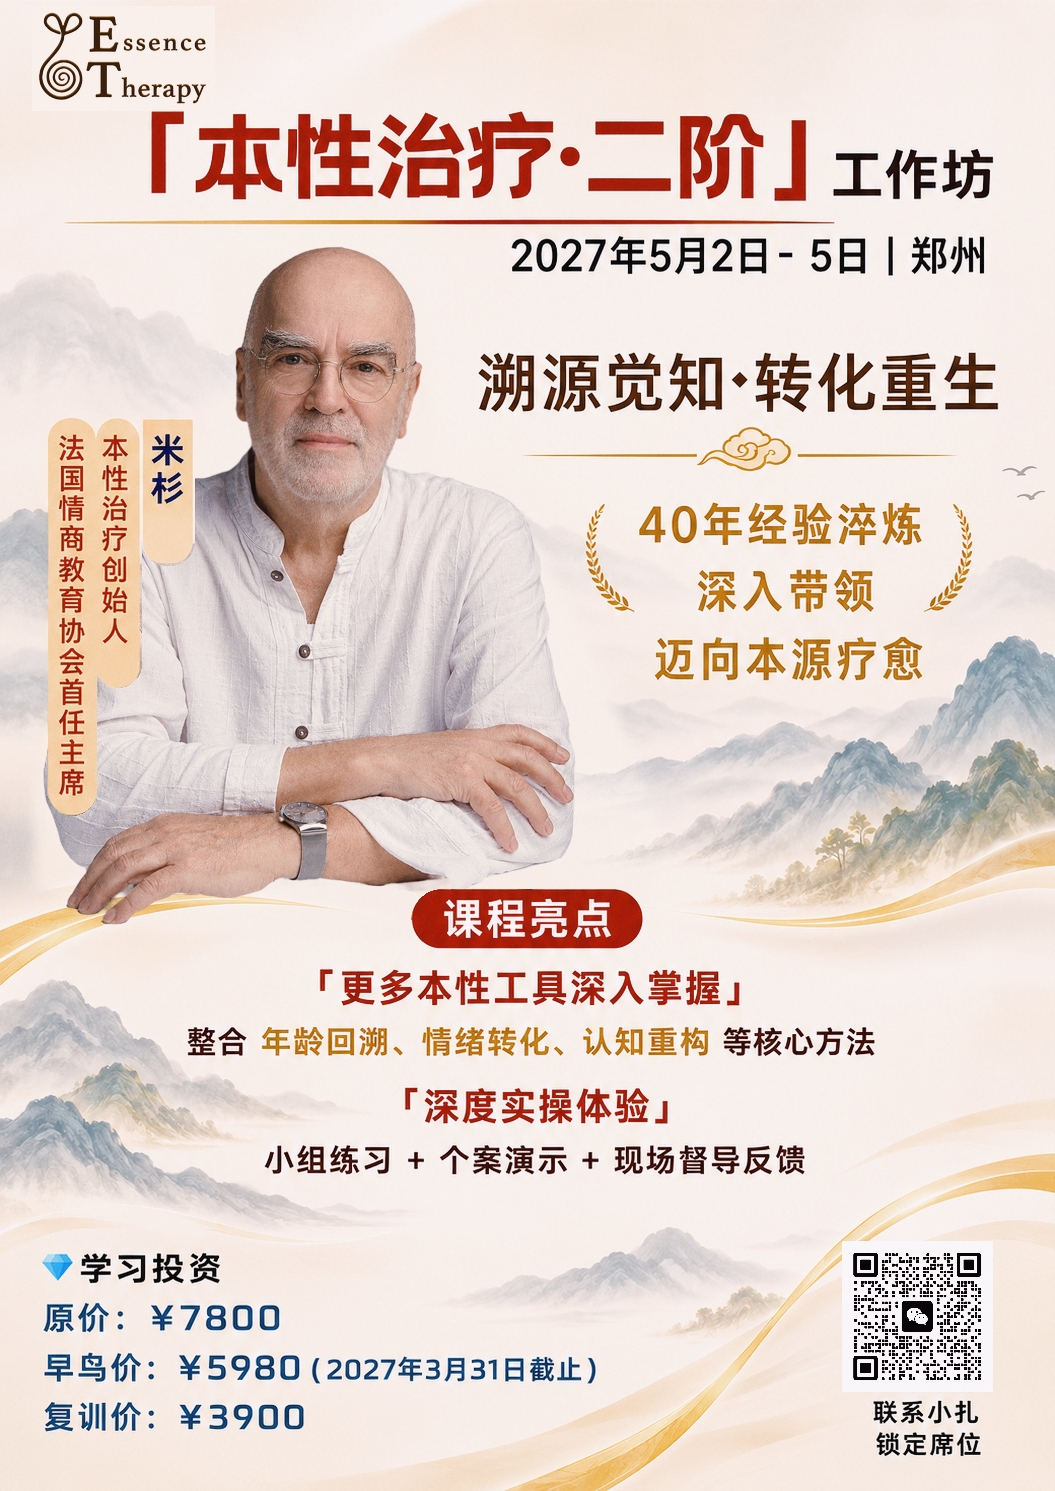 Essence
Therapy
「本性治疗·二阶」工作坊
2027年5月2日- 5日 | 郑州
溯源觉知·转化重生
米杉
本性治疗创始人
法国情商教育协会首任主席
40年经验淬炼
深入带领
迈向本源疗愈
课程亮点
「更多本性工具深入掌握」
整合 年龄回溯、情绪转化、认知重构 等核心方法
「深度实操体验」
小组练习 + 个案演示 + 现场督导反馈
学习投资
原价：￥7800
早鸟价：￥5980（2027年3月31日截止）
复训价：￥3900
联系小扎
锁定席位